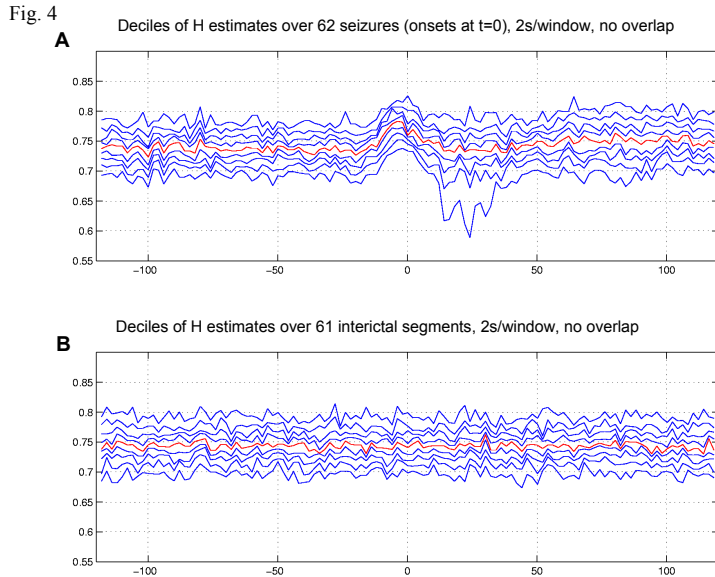 Fig. 4
Deciles of H estimates over 62 seizures (onsets at t=0), 2s/window, no overlap
A
0.85
0.8
0.75
0.7
0.65
0.6
0.55
−100 −50 0 50 100
Deciles of H estimates over 61 interictal segments, 2s/window, no overlap
B
0.85
0.8
0.75
0.7
0.65
0.6
0.55
−100 −50 0 50 100